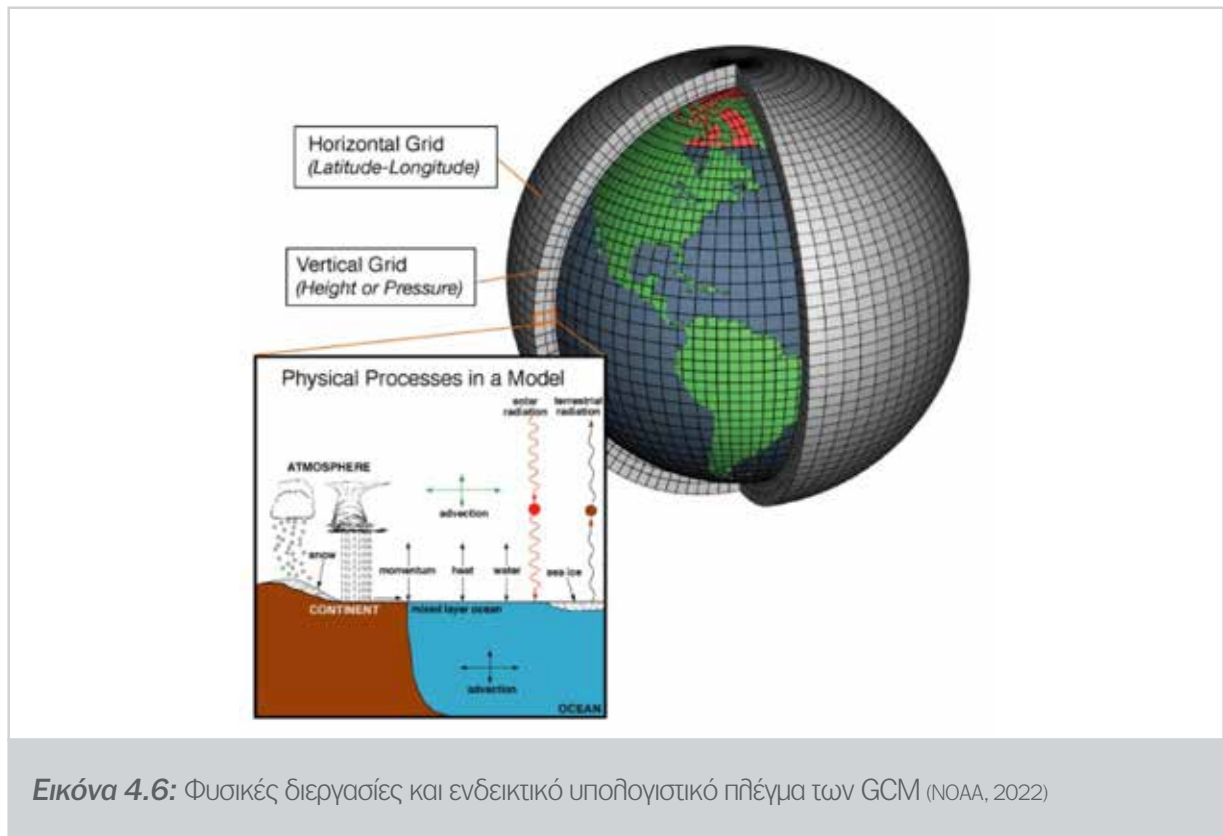 Horizontal Grid
(Latitude-Longitude)
Vertical Grid
(Height or Pressure)
Physical Processes in a Model
solar
radiation
terrestrial
radiation
ATMOSPHERE
advection
snow
momentum
heat
water
sea ice
CONTINENT
mixed layer ocean
advection
OCEAN
Εικόνα 4.6: Φυσικές διεργασίες και ενδεικτικό υπολογιστικό πλέγμα των GCM (NOAA, 2022)